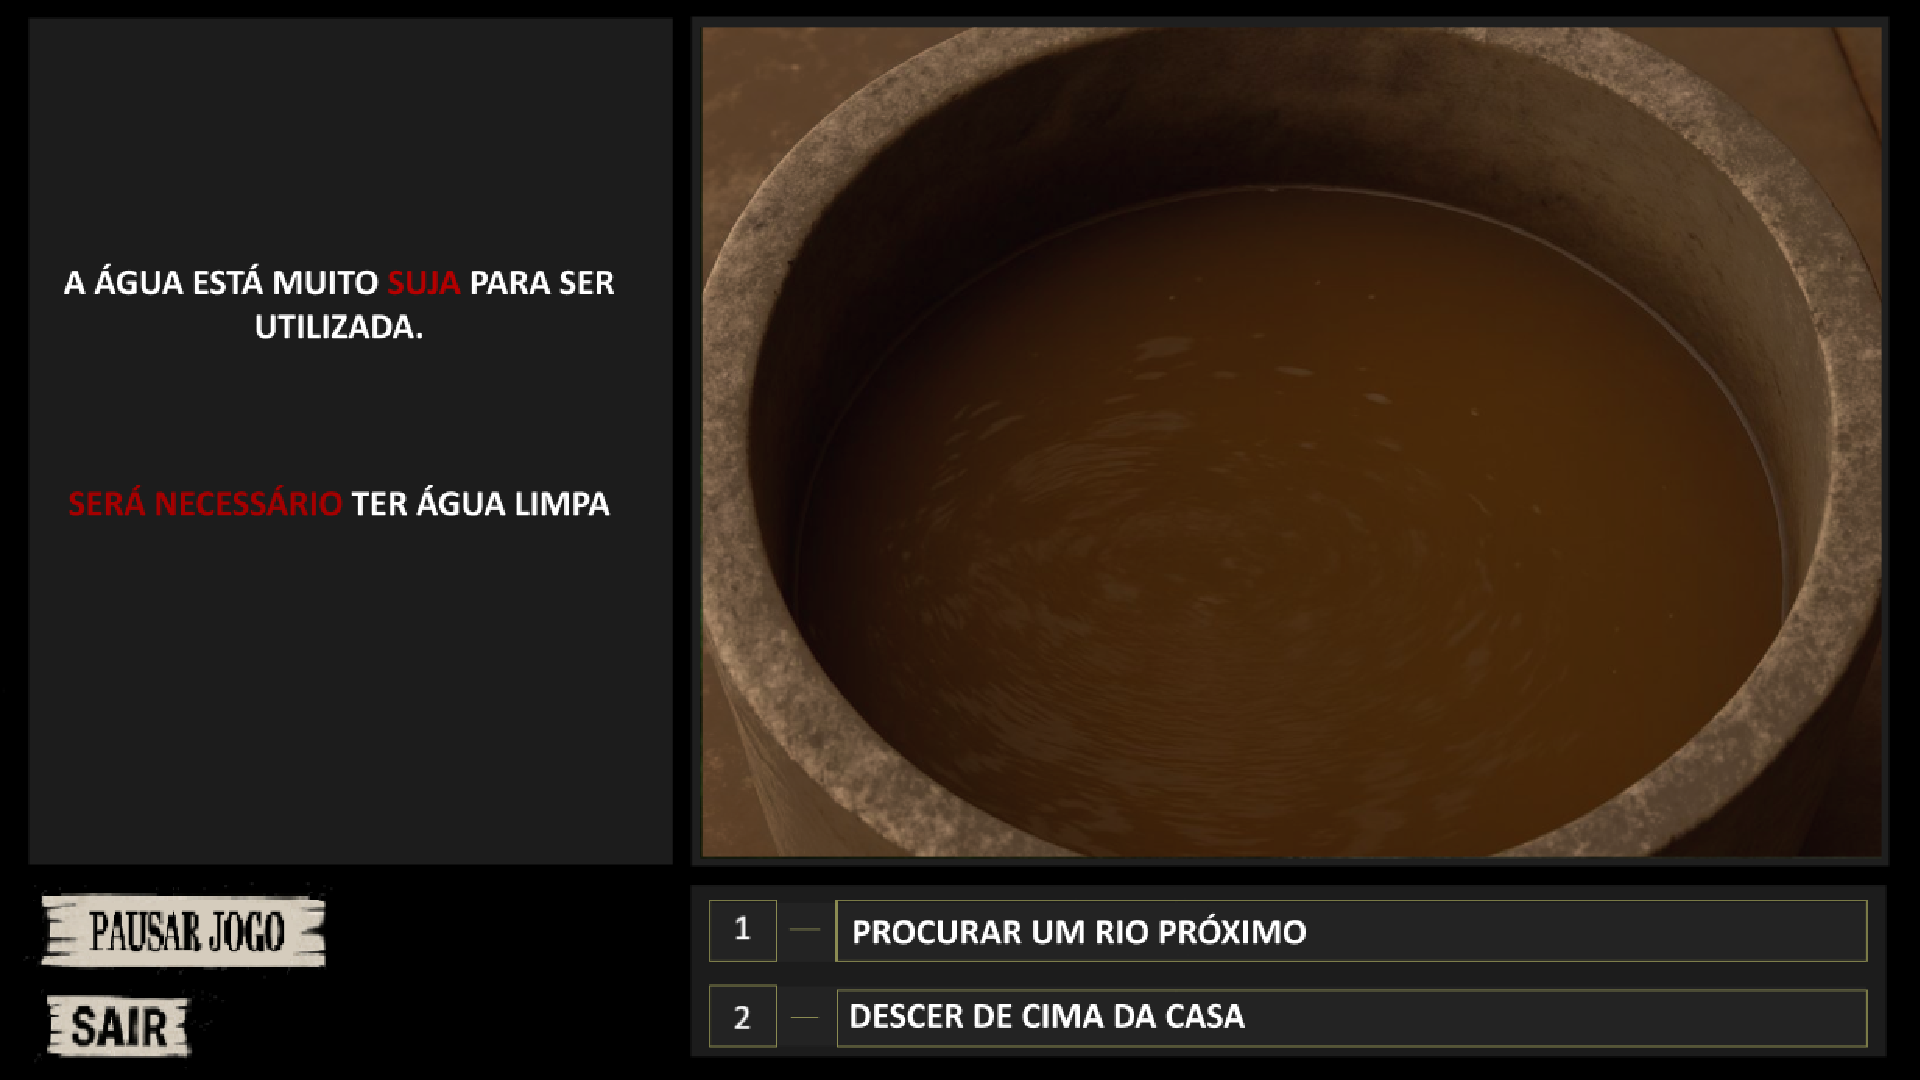 A ÁGUA ESTÁ MUITO SUJA PARA SER
UTILIZADA.
SERÁ NECESSÁRIO TER ÁGUA LIMPA
PAUSAR JOGO
SAIR
1 — PROCURAR UM RIO PRÓXIMO
2 — DESCER DE CIMA DA CASA